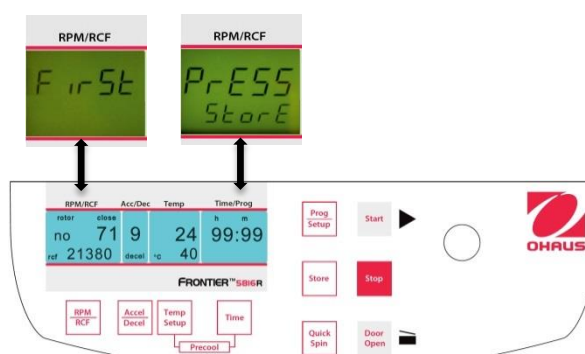 RPM/RCF
RPM/RCF
FirSt
PrESS
StorE
RPM/RCF Acc/Dec Temp Time/Prog
rotor close h m
no 71 9 24 99:99
rcf 21380 decel °C 40
FRONTIER™ 5816R
Prog
Setup
Start
OHAUS
Store
Stop
RPM
RCF
Accel
Decel
Temp
Setup
Time
Precool
Quick
Spin
Door
Open